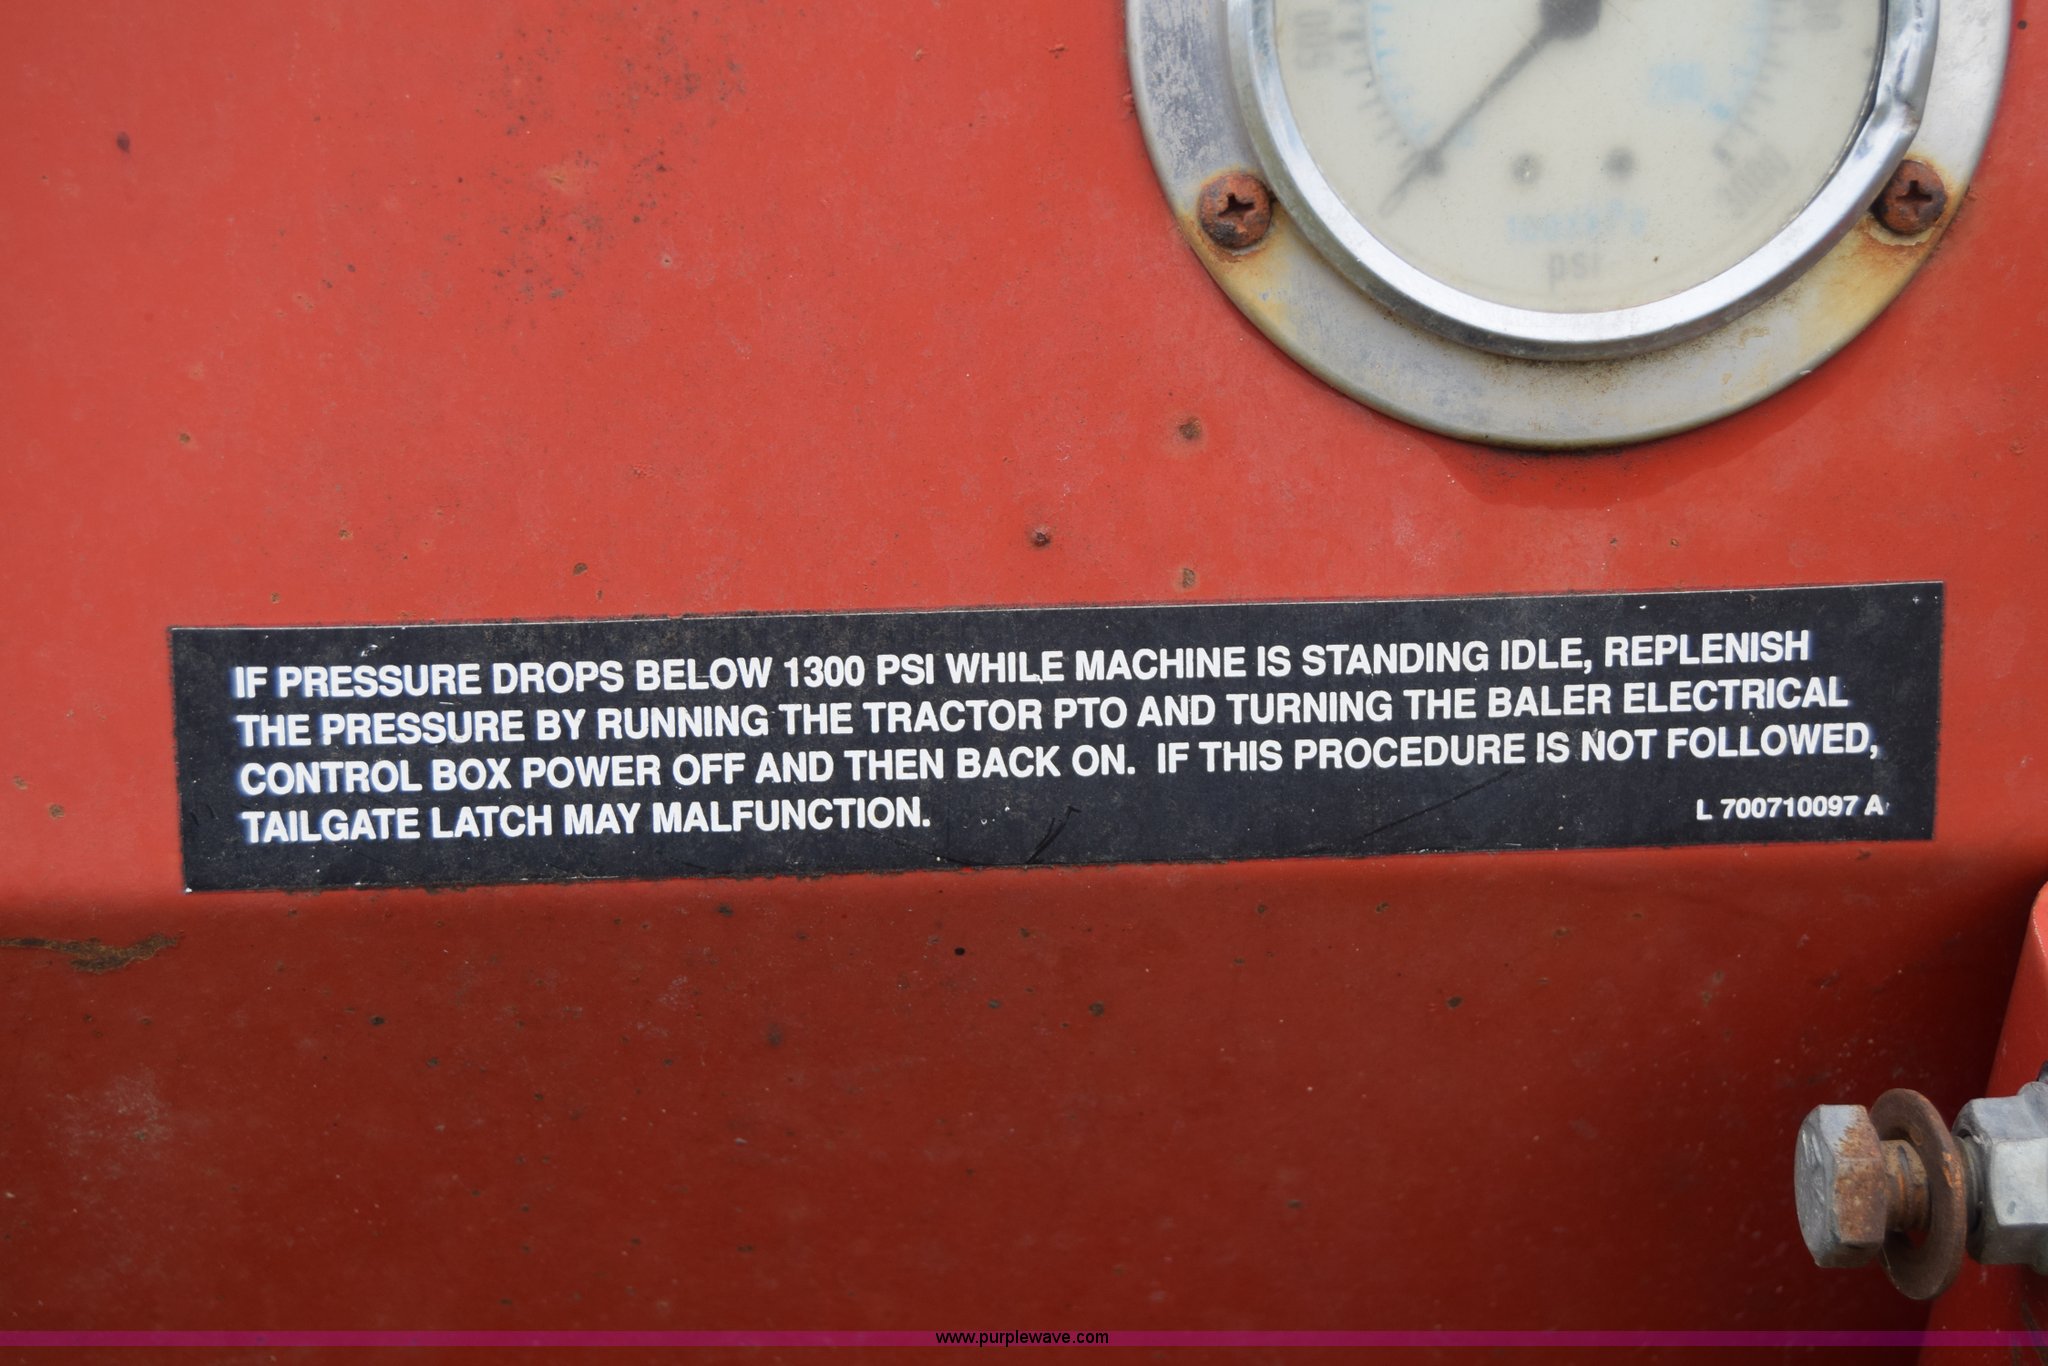 psi
IF PRESSURE DROPS BELOW 1300 PSI WHILE MACHINE IS STANDING IDLE, REPLENISH
THE PRESSURE BY RUNNING THE TRACTOR PTO AND TURNING THE BALER ELECTRICAL
CONTROL BOX POWER OFF AND THEN BACK ON. IF THIS PROCEDURE IS NOT FOLLOWED,
TAILGATE LATCH MAY MALFUNCTION.
L 700710097 A
www.purplewave.com